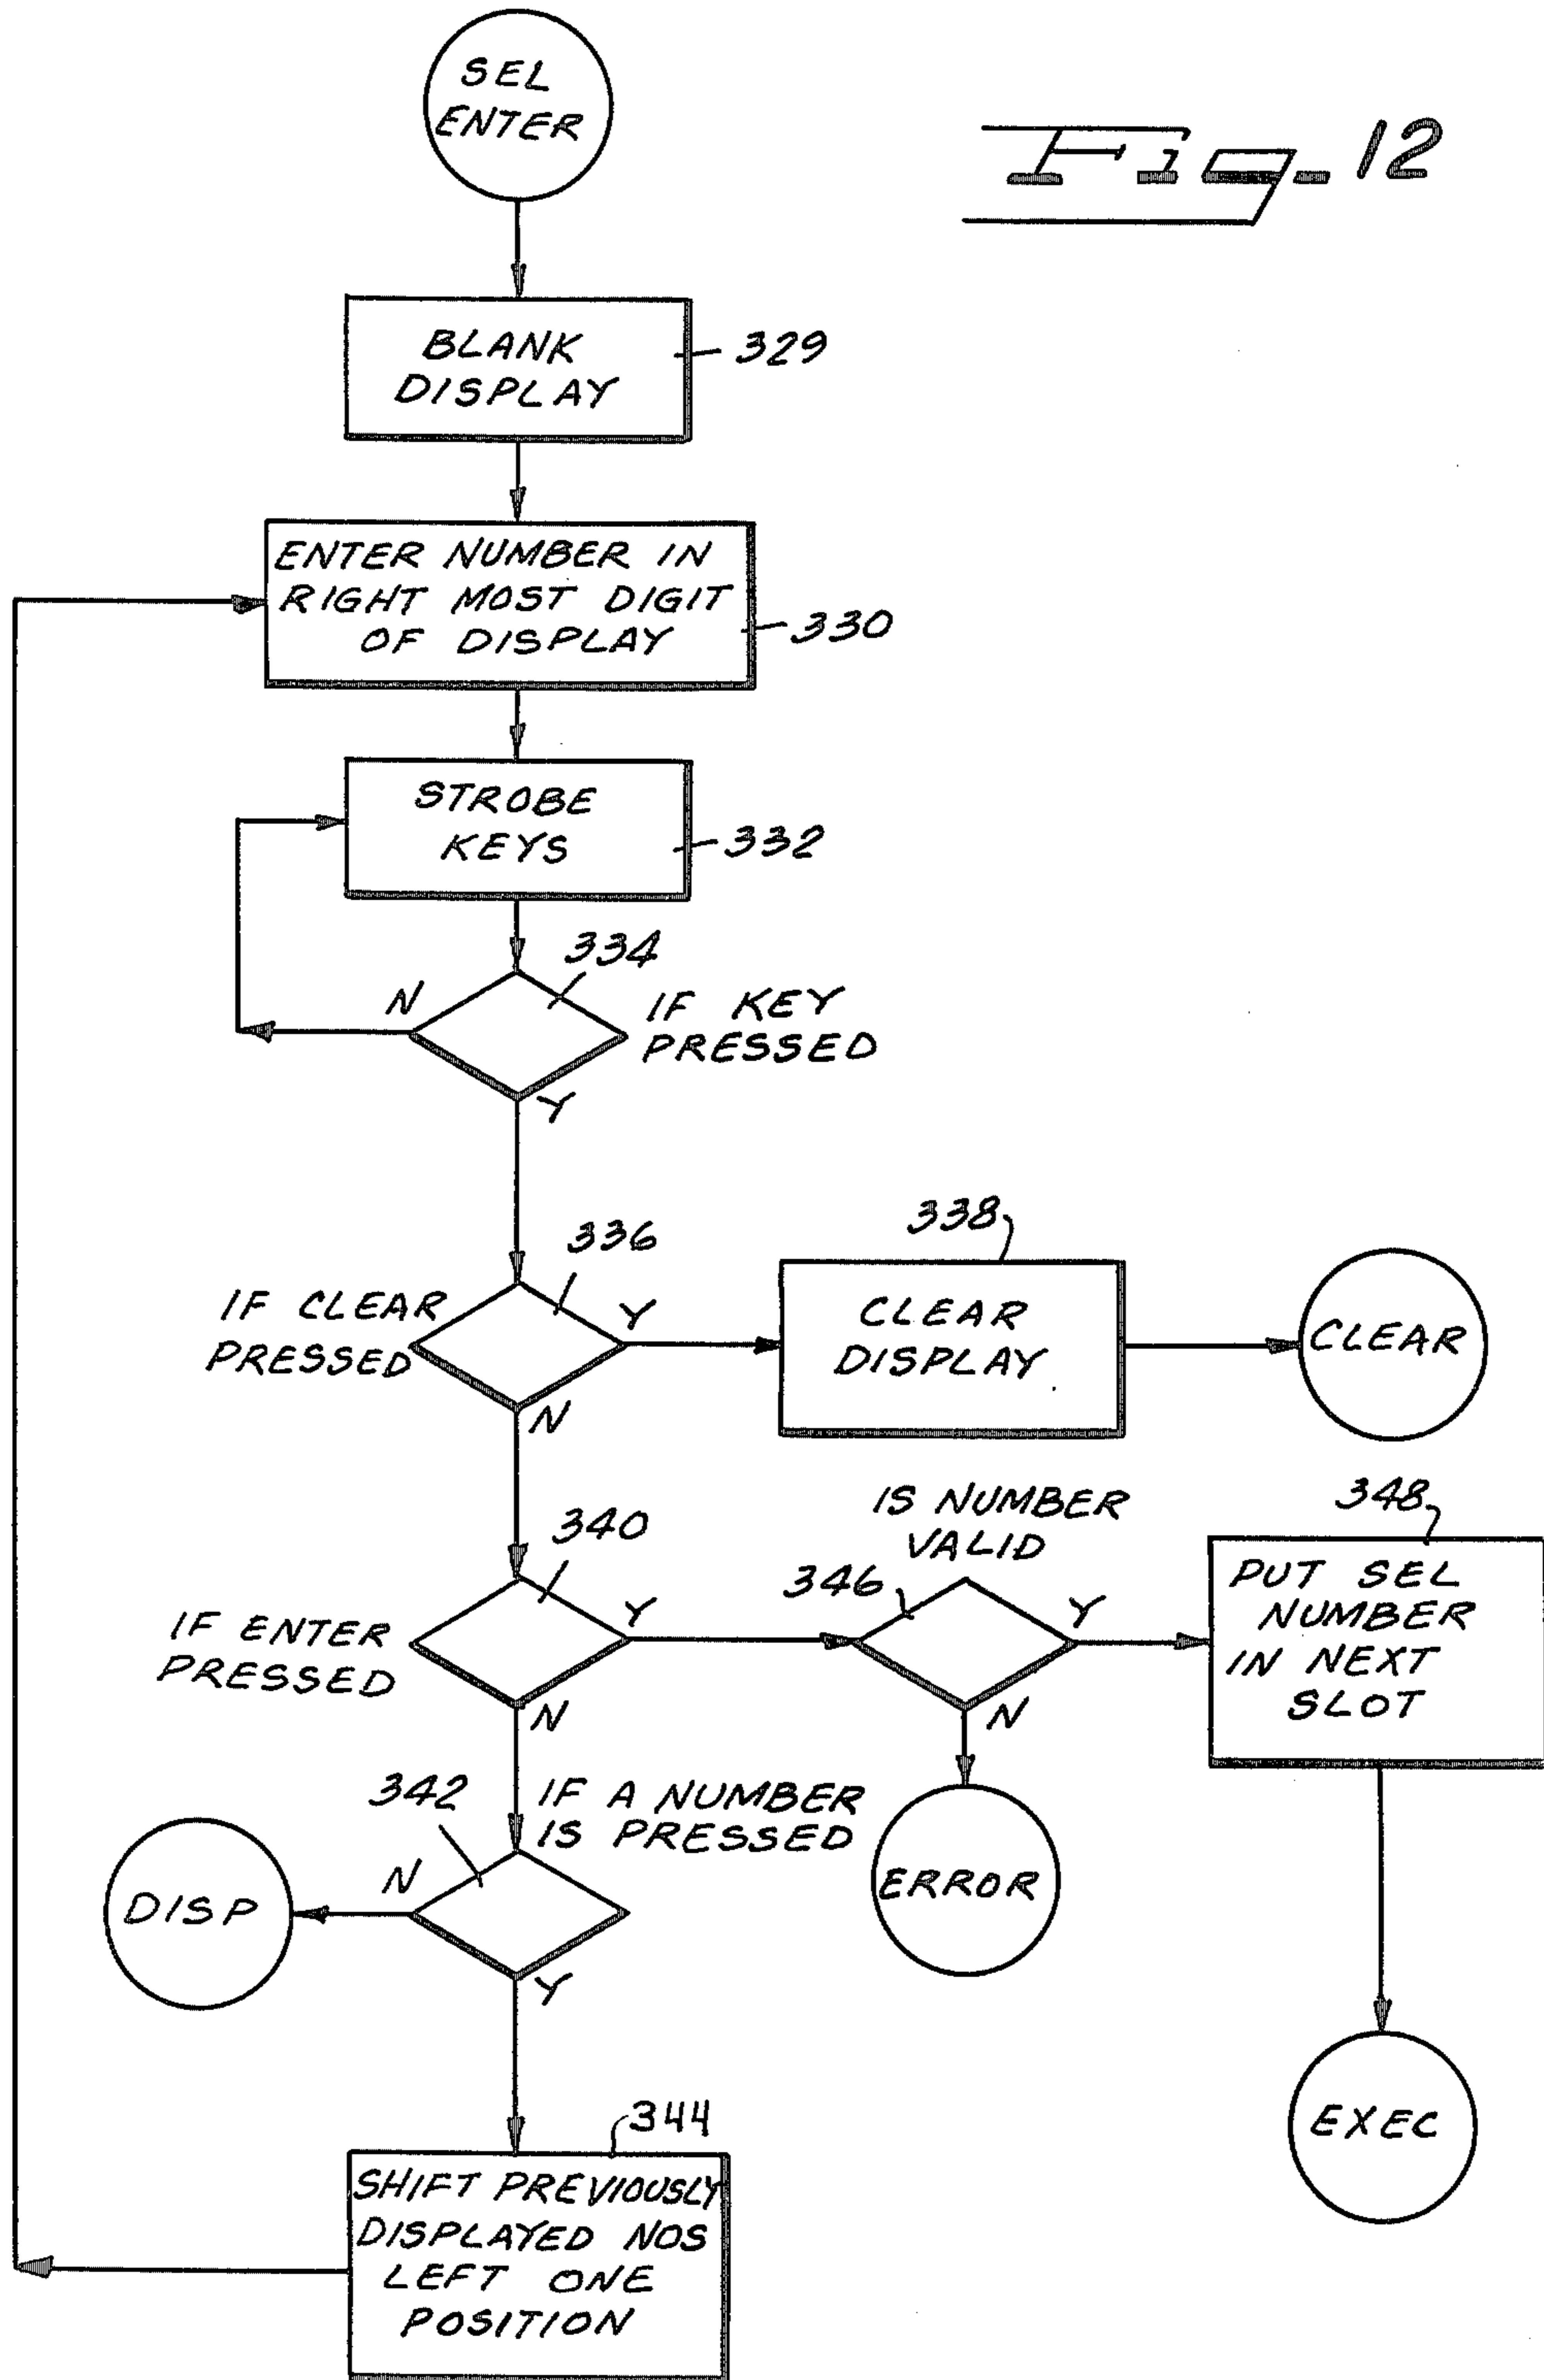 SEL
ENTER
Fig_12
BLANK
DISPLAY
329
ENTER NUMBER IN
RIGHT MOST DIGIT
OF DISPLAY
330
STROBE
KEYS
332
334
N
IF KEY
PRESSED
Y
336
338
IF CLEAR
PRESSED
Y
CLEAR
DISPLAY
CLEAR
N
340
IS NUMBER
VALID
346
348
IF ENTER
PRESSED
Y
Y
PUT SEL
NUMBER
IN NEXT
SLOT
N
N
342
IF A NUMBER
IS PRESSED
N
DISP
ERROR
Y
EXEC
344
SHIFT PREVIOUSLY
DISPLAYED NOS
LEFT ONE
POSITION